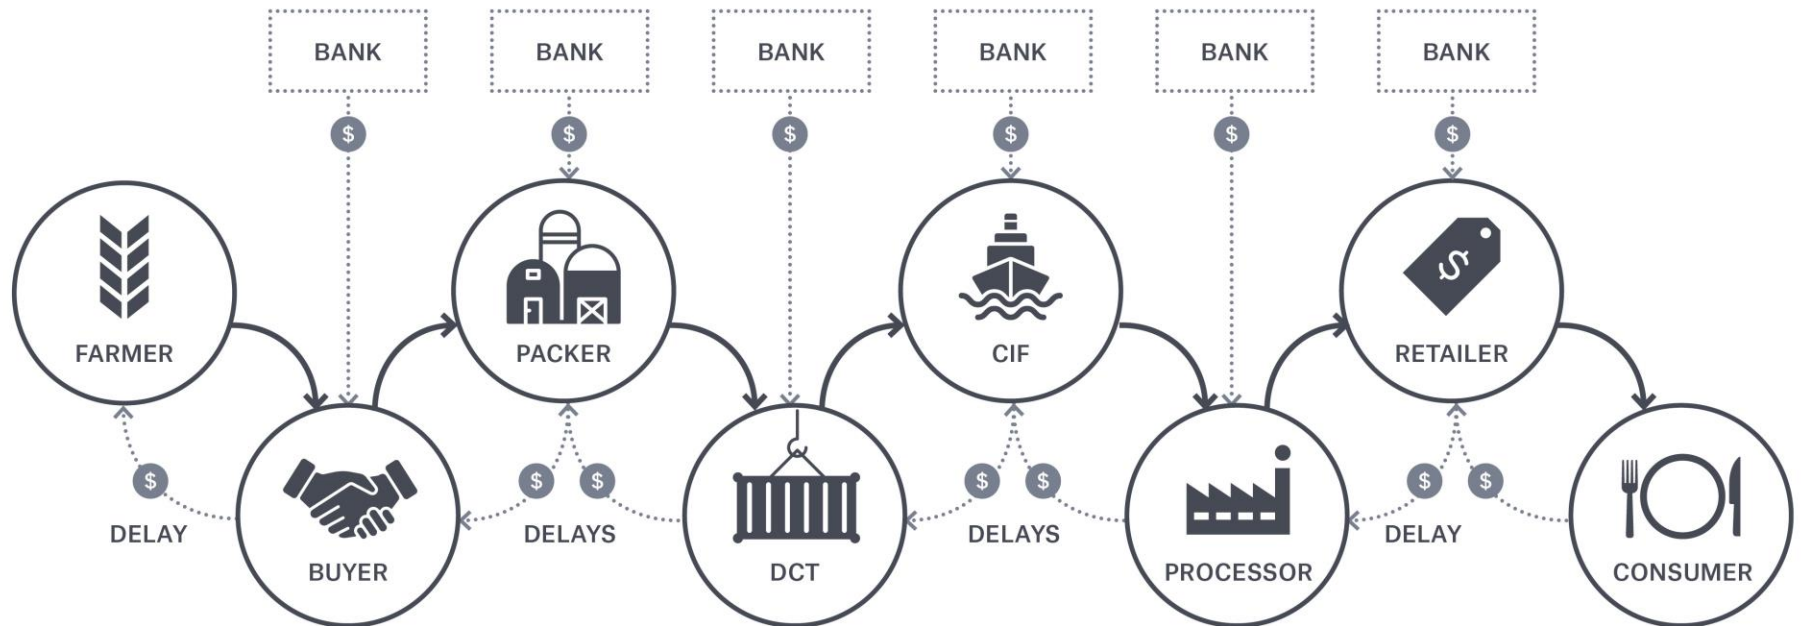 BANK
BANK
BANK
BANK
BANK
BANK
$
$
$
$
$
$
FARMER
PACKER
CIF
$
RETAILER
$
$
$
$
$
$
$
DELAY
DELAYS
DELAYS
DELAY
BUYER
DCT
PROCESSOR
CONSUMER